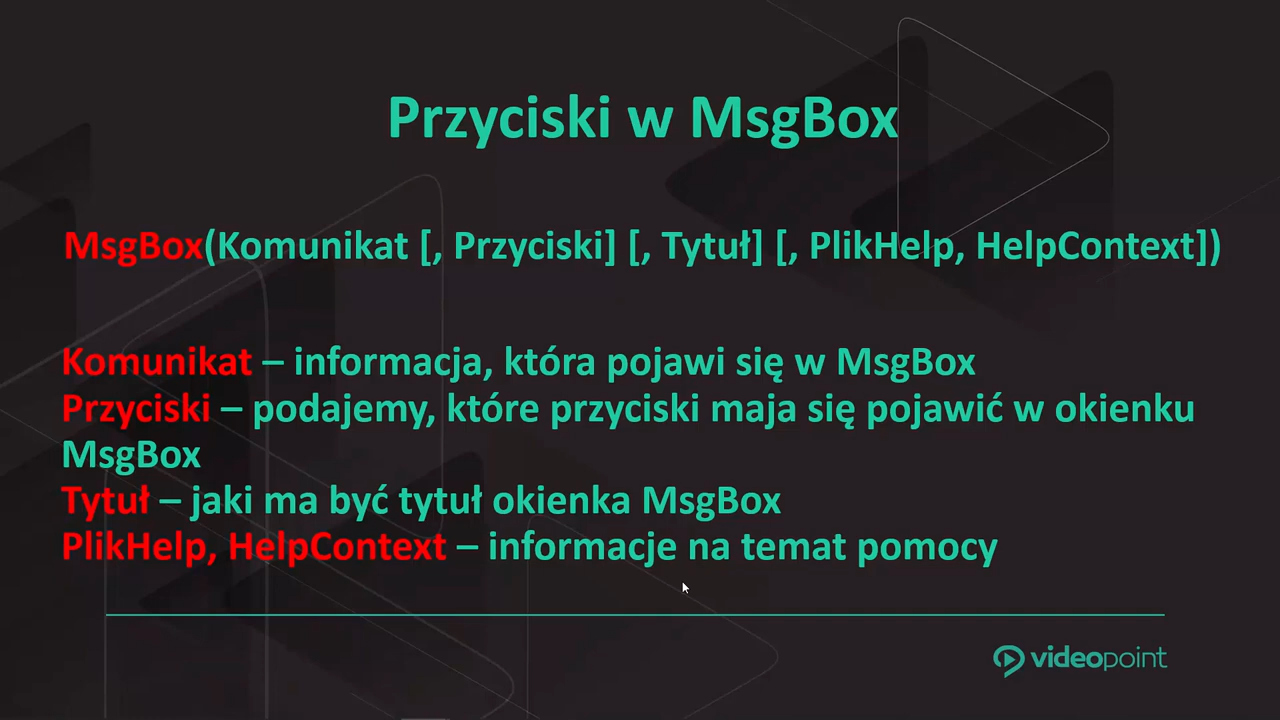 Przyciski w MsgBox
MsgBox(Komunikat [, Przyciski] [, Tytuł] [, PlikHelp, HelpContext])
Komunikat – informacja, która pojawi się w MsgBox
Przyciski – podajemy, które przyciski maja się pojawić w okienku
MsgBox
Tytuł – jaki ma być tytuł okienka MsgBox
PlikHelp, HelpContext – informacje na temat pomocy
videopoint